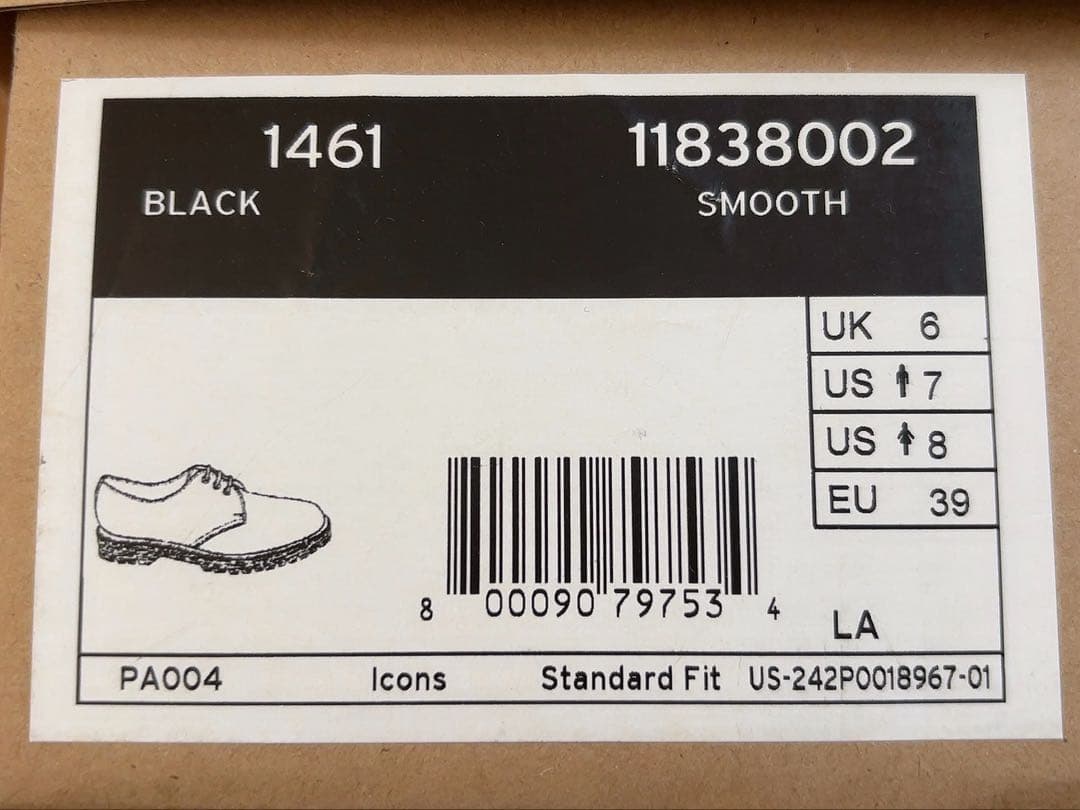 1461 11838002
BLACK SMOOTH
UK 6
US 7
US 8
EU 39
8 00090 79753 4
LA
PA004 Icons Standard Fit US-242P0018967-01